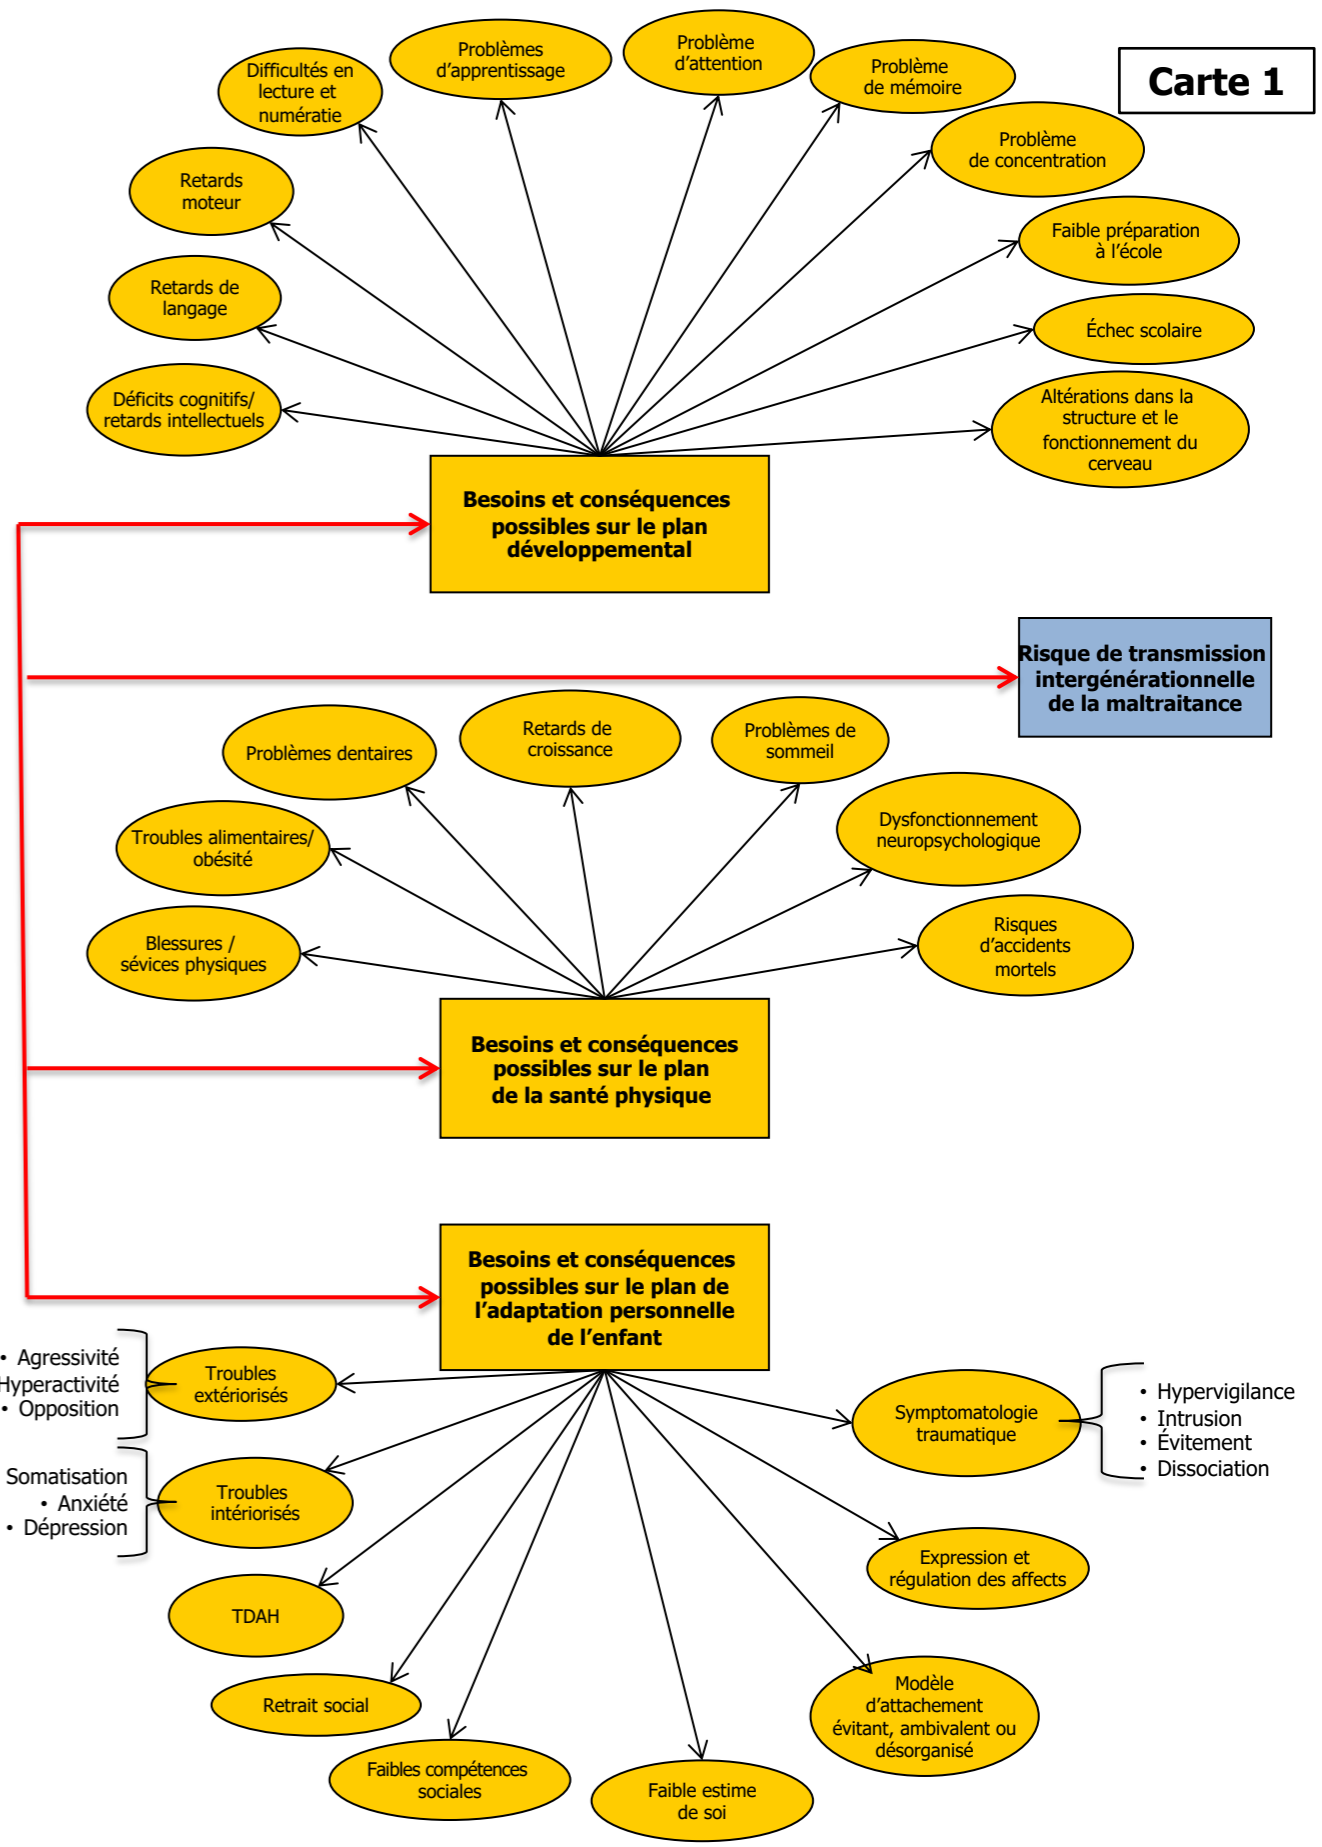 Carte 1
Problèmes
d'apprentissage
Problème
d'attention
Difficultés en
lecture et
numératie
Problème
de mémoire
Problème
de concentration
Retards
moteur
Faible préparation
à l'école
Retards de
langage
Échec scolaire
Déficits cognitifs/
retards intellectuels
Altérations dans la
structure et le
fonctionnement du
cerveau
Besoins et conséquences
possibles sur le plan
développemental
Risque de transmission
intergénérationnelle
de la maltraitance
Problèmes dentaires
Retards de
croissance
Problèmes de
sommeil
Troubles alimentaires/
obésité
Dysfonctionnement
neuropsychologique
Blessures /
sévices physiques
Risques
d'accidents
mortels
Besoins et conséquences
possibles sur le plan
de la santé physique
Besoins et conséquences
possibles sur le plan de
l'adaptation personnelle
de l'enfant
• Agressivité
Hyperactivité
• Opposition
Troubles
extériorisés
Symptomatologie
traumatique
• Hypervigilance
• Intrusion
• Évitement
• Dissociation
Somatisation
• Anxiété
• Dépression
Troubles
intériorisés
Expression et
régulation des affects
TDAH
Retrait social
Modèle
d'attachement
évitant, ambivalent ou
désorganisé
Faibles compétences
sociales
Faible estime
de soi